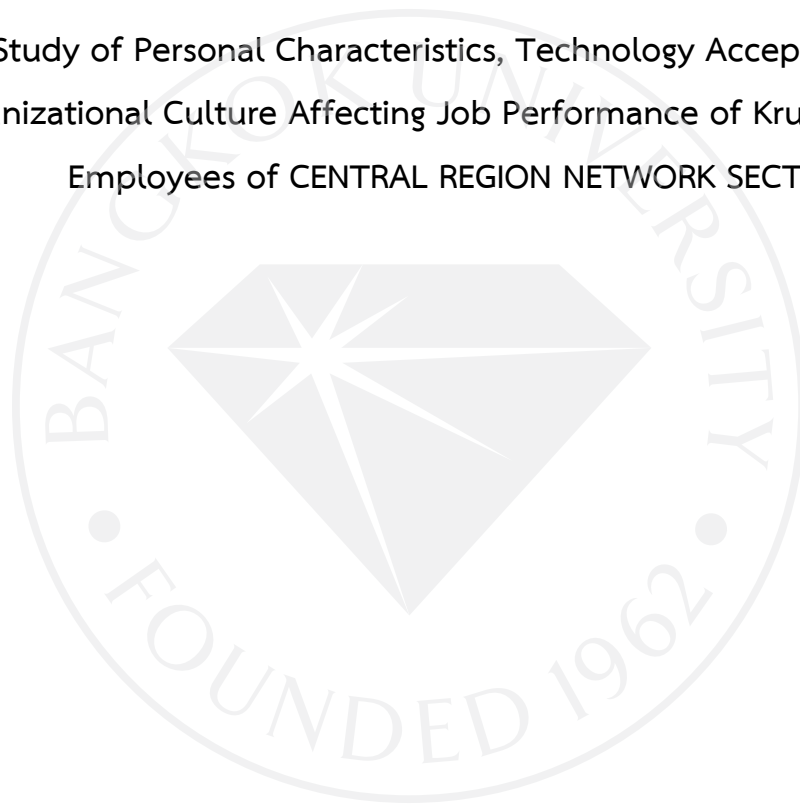 Study of Personal Characteristics, Technology Accep
nizational Culture Affecting Job Performance of Kru
Employees of CENTRAL REGION NETWORK SECT
BANGKOK UNIVERSITY
• FOUNDED 1962 •